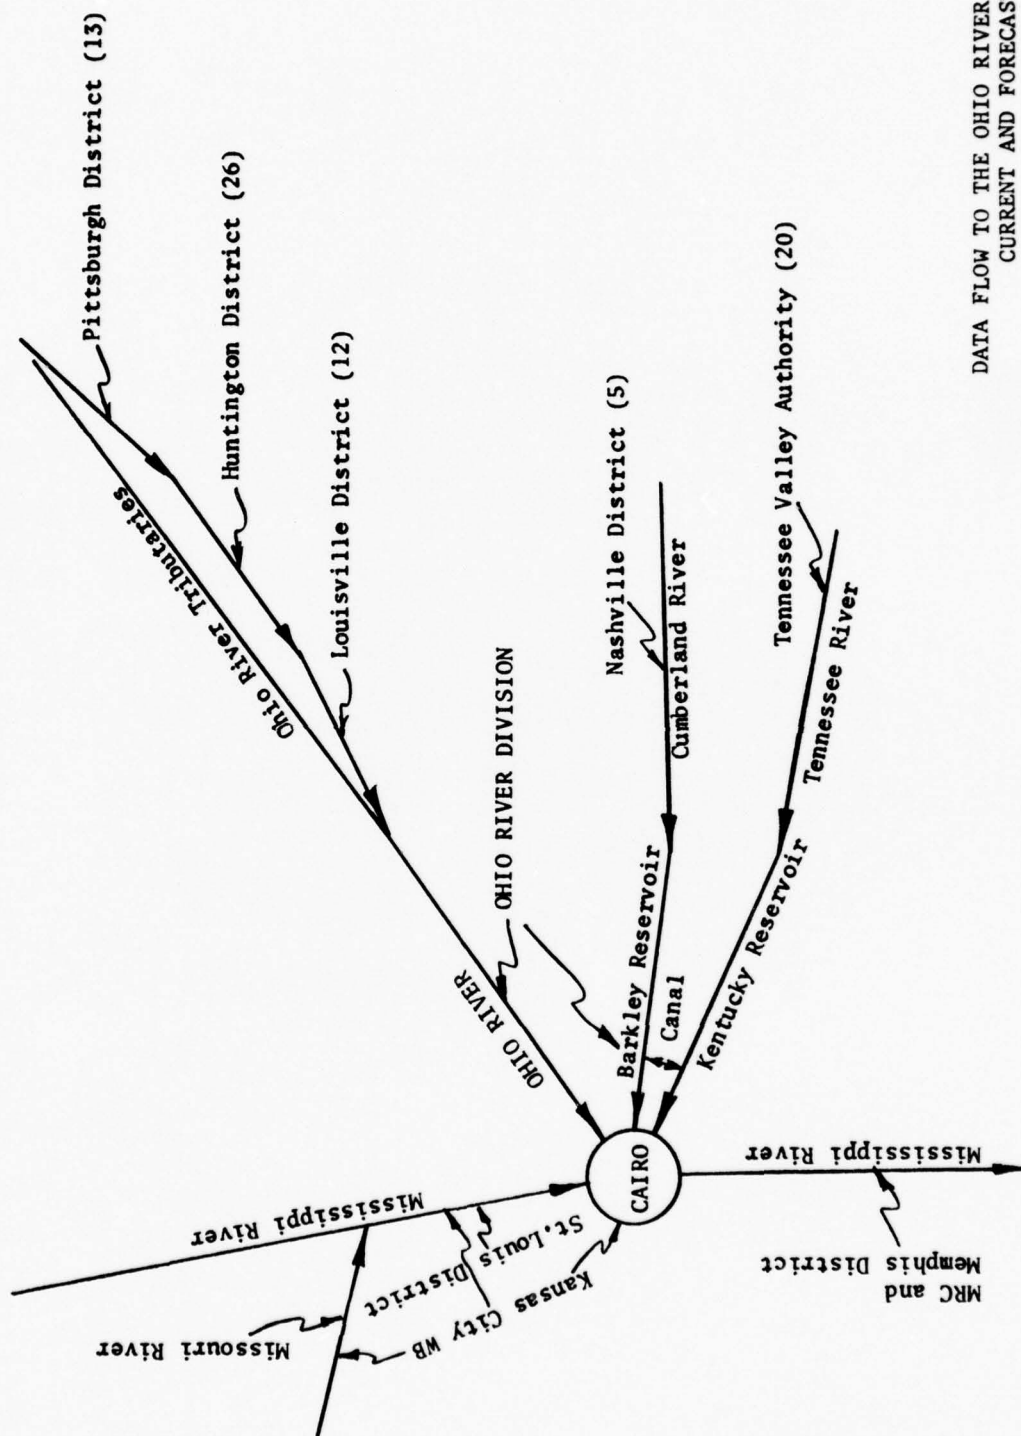 Pittsburgh District (13)
Huntington District (26)
Louisville District (12)
Ohio River Tributaries
OHIO RIVER DIVISION
OHIO RIVER
Nashville District (5)
Cumberland River
Barkley Reservoir
Canal
Tennessee Valley Authority (20)
Tennessee River
Kentucky Reservoir
CAIRO
Mississippi River
Missouri River
St.Louis District
Kansas City WB
Mississippi River
MRC and
Memphis District
DATA FLOW TO THE OHIO RIVER
CURRENT AND FORECAS